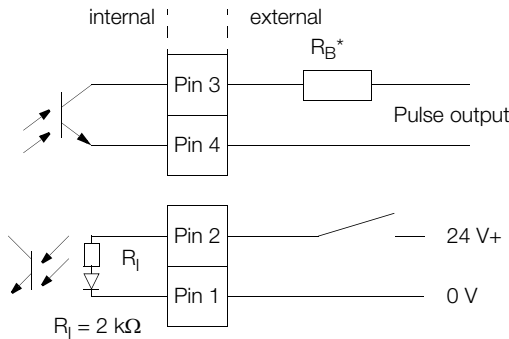 internal external
R_B*
Pin 3
Pulse output
Pin 4
Pin 2 24 V+
R_I
Pin 1 0 V
R_I = 2 kΩ